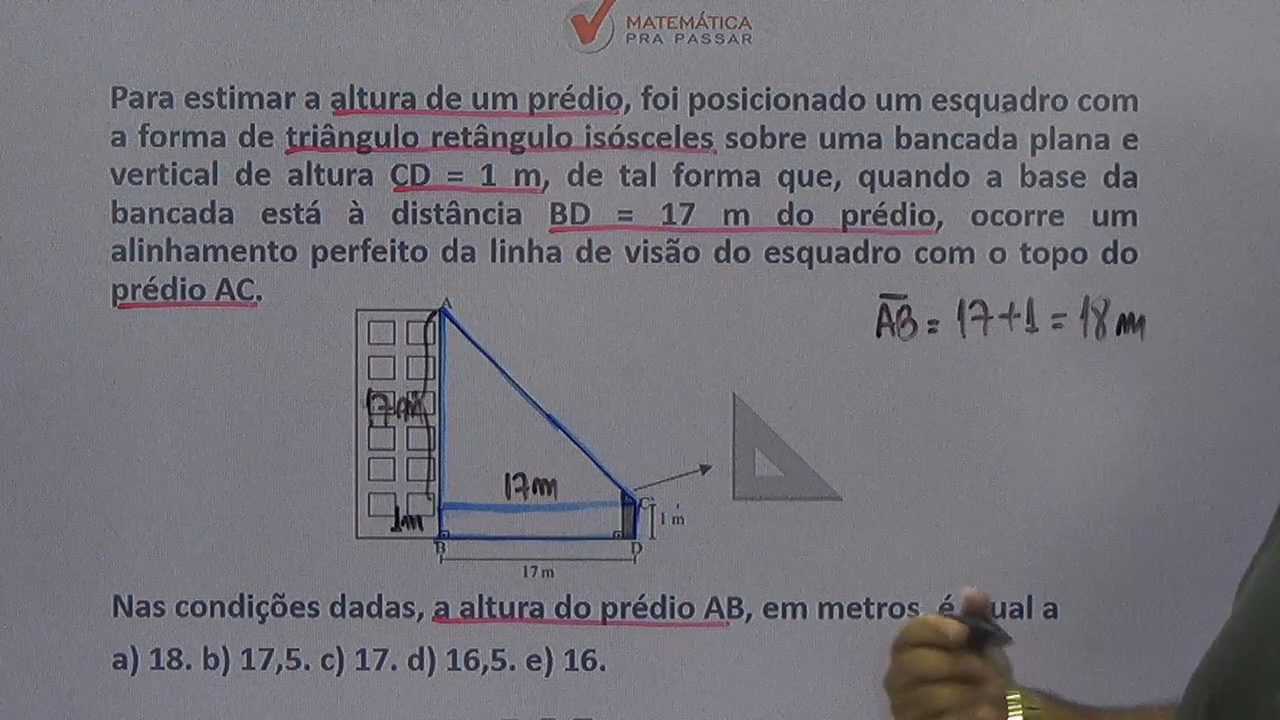 MATEMÁTICA
PRA PASSAR
Para estimar a altura de um prédio, foi posicionado um esquadro com
a forma de triângulo retângulo isósceles sobre uma bancada plana e
vertical de altura CD = 1 m, de tal forma que, quando a base da
bancada está à distância BD = 17 m do prédio, ocorre um
alinhamento perfeito da linha de visão do esquadro com o topo do
prédio AC.
AB = 17+1 = 18m
A
17m
17m
C
1 m
1m
B
D
17 m
Nas condições dadas, a altura do prédio AB, em metros, é igual a
a) 18. b) 17,5. c) 17. d) 16,5. e) 16.